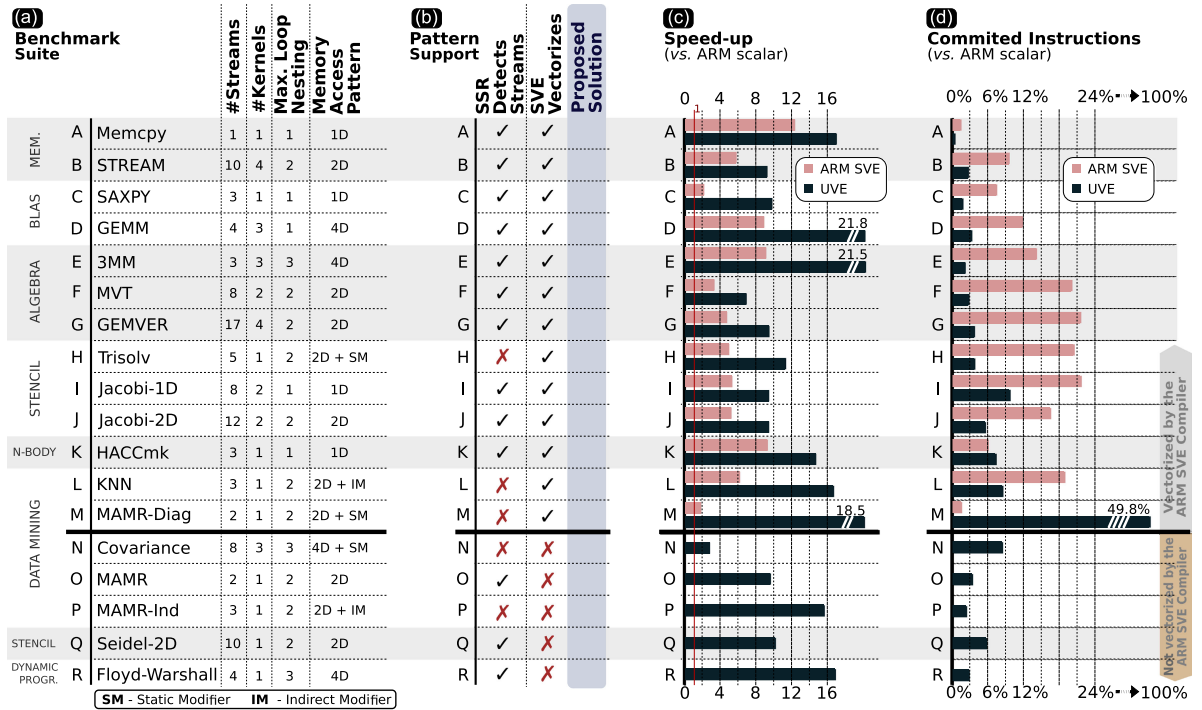 (a)
Benchmark
Suite
#Streams
#Kernels
Max. Loop
Nesting
Memory
Access
Pattern
MEM.
A Memcpy 1 1 1 1D
B STREAM 10 4 2 2D
BLAS
C SAXPY 3 1 1 1D
D GEMM 4 3 1 4D
ALGEBRA
E 3MM 3 3 3 4D
F MVT 8 2 2 2D
G GEMVER 17 4 2 2D
STENCIL
H Trisolv 5 1 2 2D + SM
I Jacobi-1D 8 2 1 1D
J Jacobi-2D 12 2 2 2D
N-BODY
K HACCmk 3 1 1 1D
DATA MINING
L KNN 3 1 2 2D + IM
M MAMR-Diag 2 1 2 2D + SM
N Covariance 8 3 3 4D + SM
O MAMR 2 1 2 2D
P MAMR-Ind 3 1 2 2D + IM
STENCIL
Q Seidel-2D 10 1 2 2D
DYNAMIC
PROGR.
R Floyd-Warshall 4 1 3 4D
SM - Static Modifier IM - Indirect Modifier
(b)
Pattern
Support
SSR
Detects
Streams
SVE
Vectorizes
Proposed
Solution
A ✓ ✓
B ✓ ✓
C ✓ ✓
D ✓ ✓
E ✓ ✓
F ✓ ✓
G ✓ ✓
H ✗ ✓
I ✓ ✓
J ✓ ✓
K ✓ ✓
L ✗ ✓
M ✗ ✓
N ✗ ✗
O ✓ ✗
P ✗ ✗
Q ✓ ✗
R ✓ ✗
(c)
Speed-up
(vs. ARM scalar)
0 4 8 12 16
1
A
B
C
D
E
F
G
H
I
J
K
L
M
N
O
P
Q
R
ARM SVE
UVE
21.8
21.5
18.5
0 4 8 12 16
(d)
Commited Instructions
(vs. ARM scalar)
0% 6% 12% 24% 100%
A
B
C
D
E
F
G
H
I
J
K
L
M
N
O
P
Q
R
ARM SVE
UVE
49.8%
Vectorized by the
ARM SVE Compiler
Not vectorized by the
ARM SVE Compiler
0% 6% 12% 24% 100%